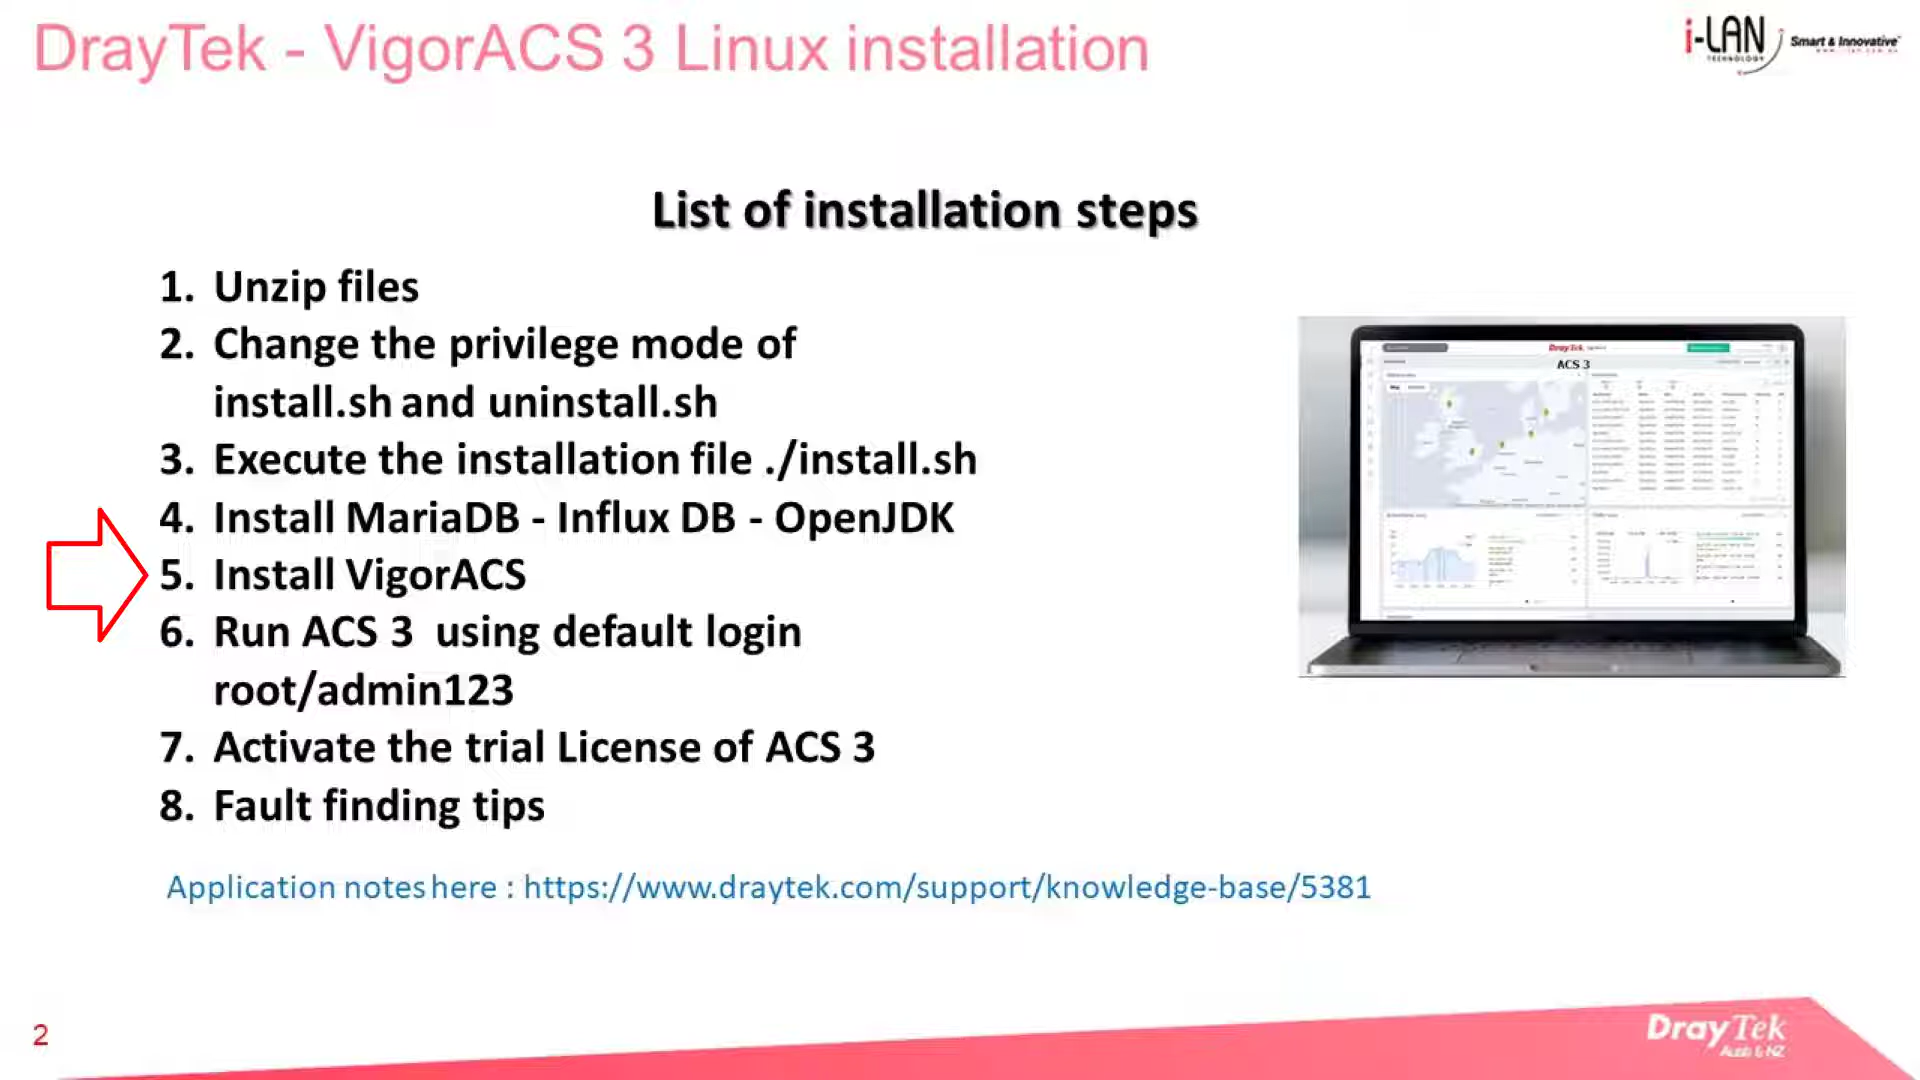 DrayTek - VigorACS 3 Linux installation
i-LAN
TECHNOLOGY
Smart & Innovative
List of installation steps
1. Unzip files
2. Change the privilege mode of
install.sh and uninstall.sh
3. Execute the installation file ./install.sh
4. Install MariaDB - Influx DB - OpenJDK
5. Install VigorACS
6. Run ACS 3 using default login
root/admin123
7. Activate the trial License of ACS 3
8. Fault finding tips
DrayTek
ACS 3
Application notes here : https://www.draytek.com/support/knowledge-base/5381
2
DrayTek
Aust & NZ